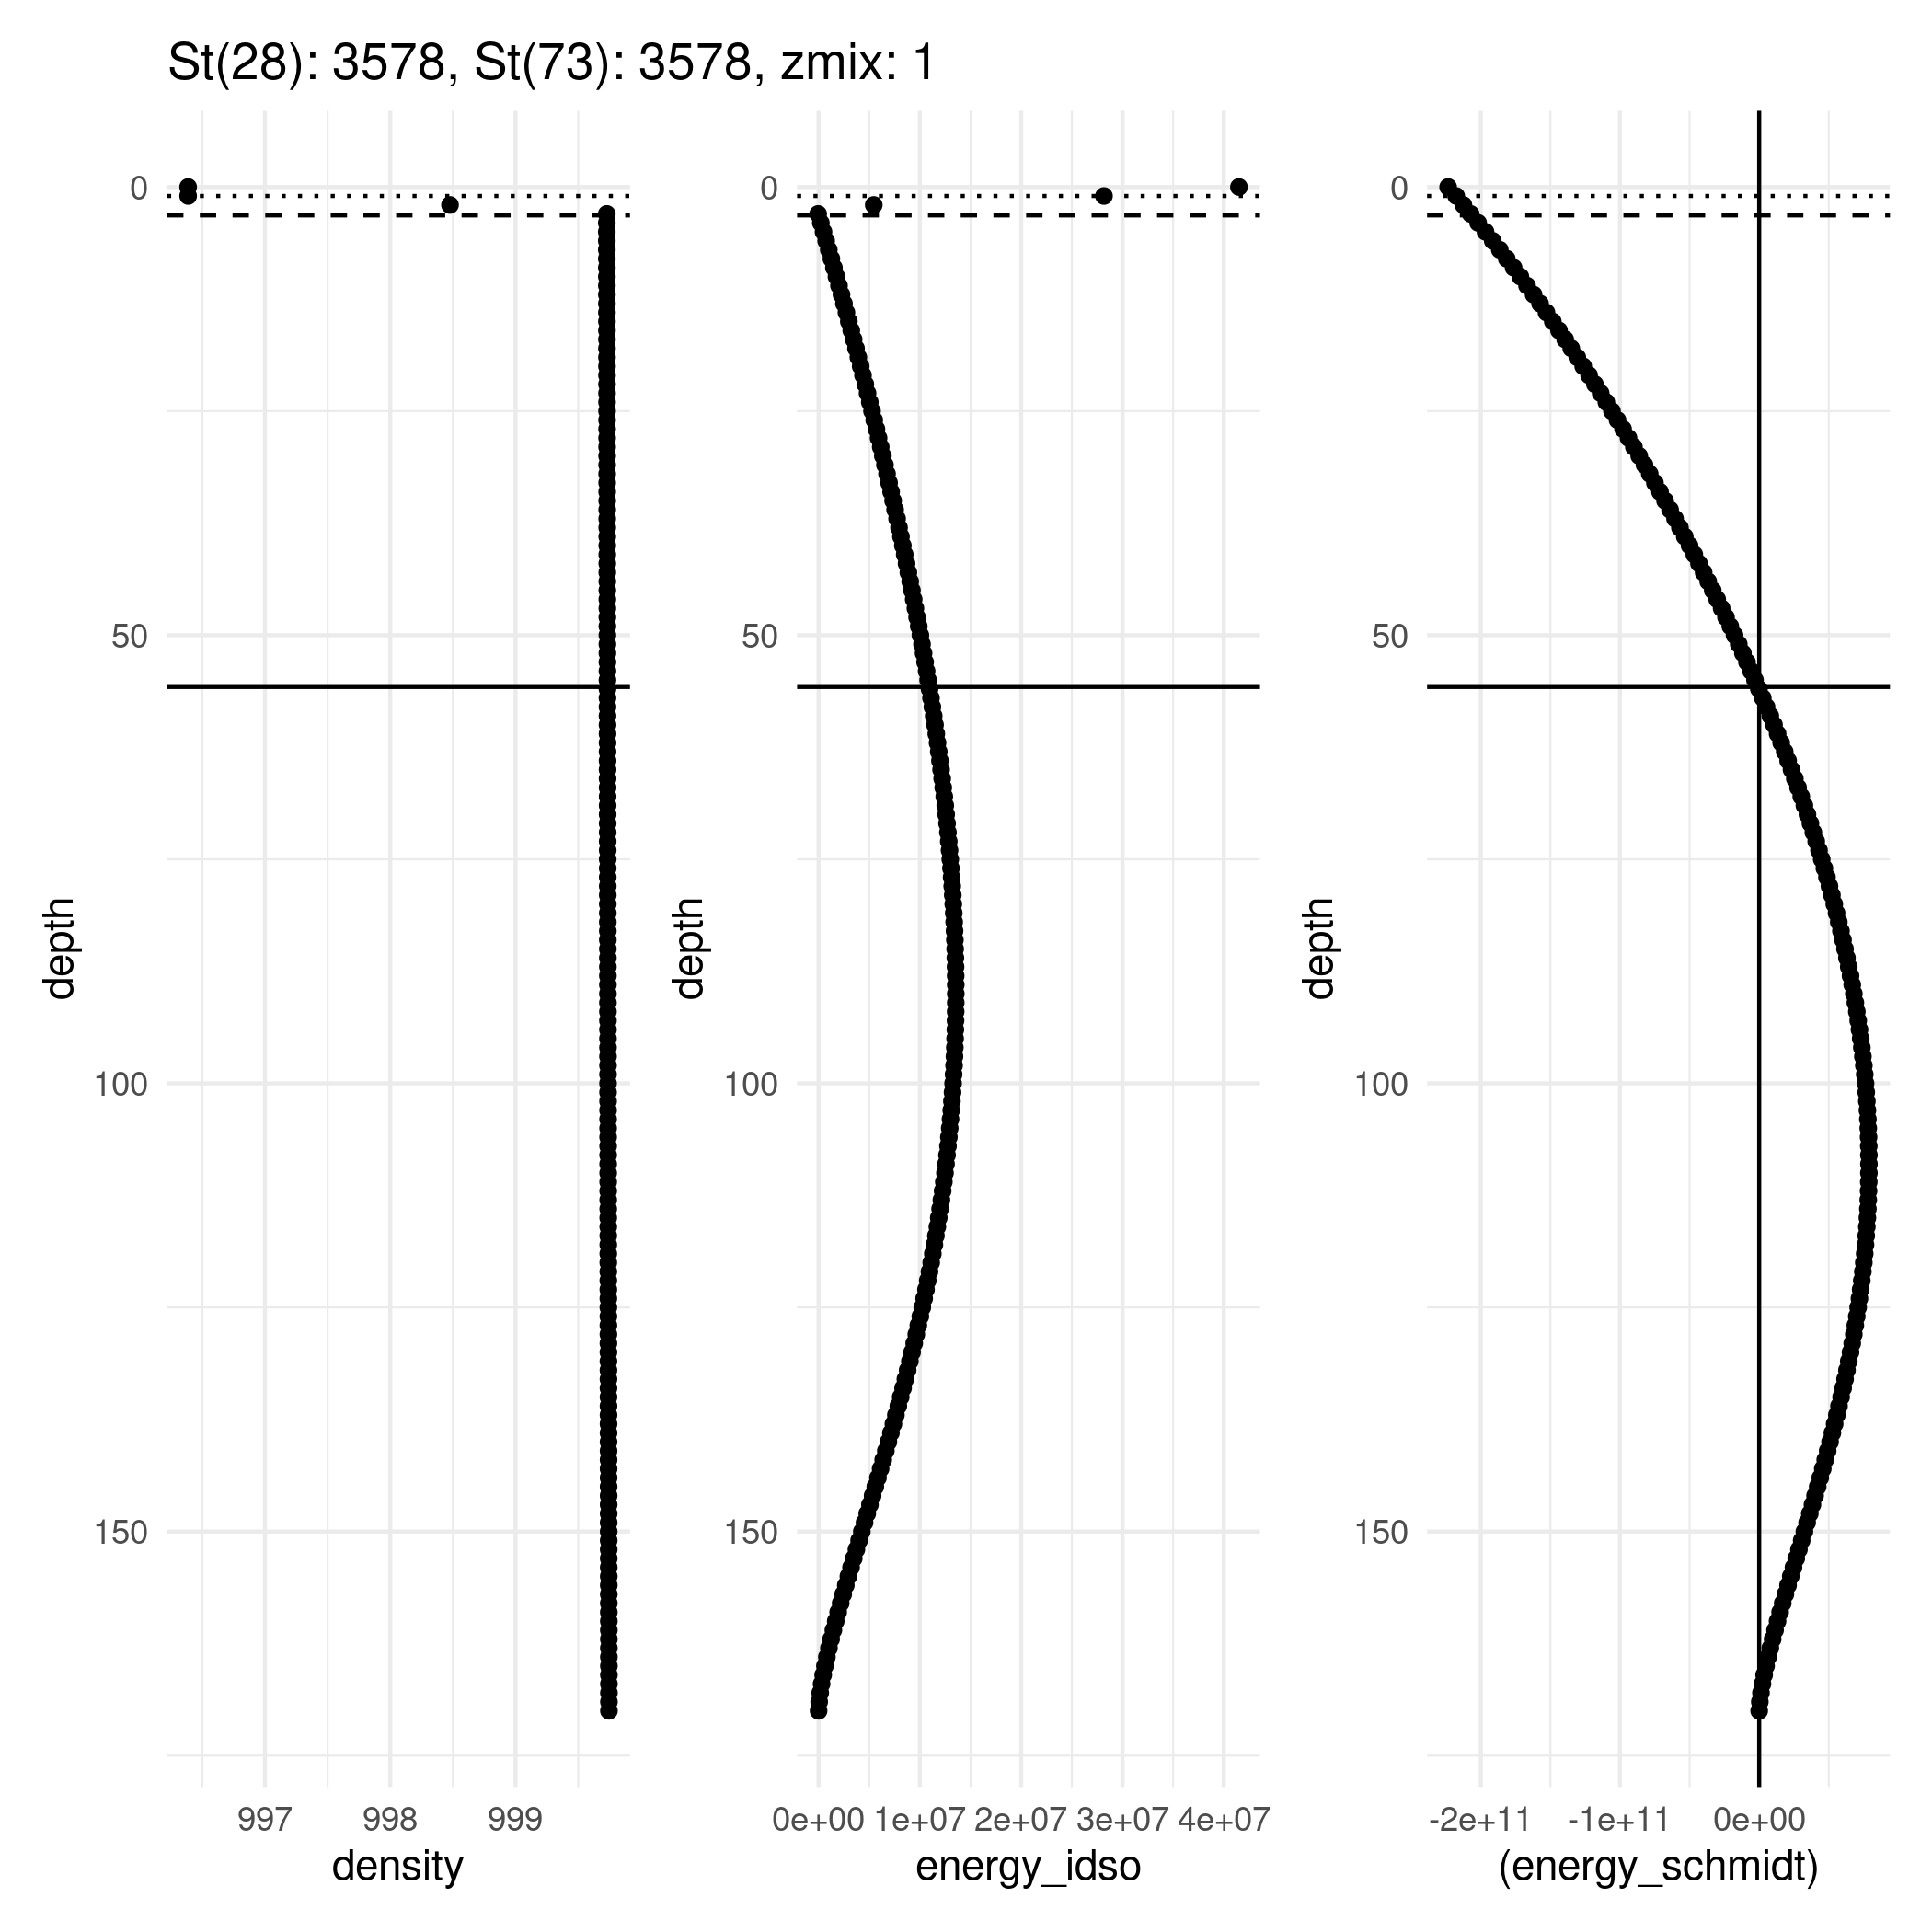 St(28): 3578, St(73): 3578, zmix: 1
0
50
100
150
depth
997 998 999
density
0
50
100
150
depth
0e+00 1e+07 2e+07 3e+07 4e+07
energy_idso
0
50
100
150
depth
-2e+11 -1e+11 0e+00
(energy_schmidt)